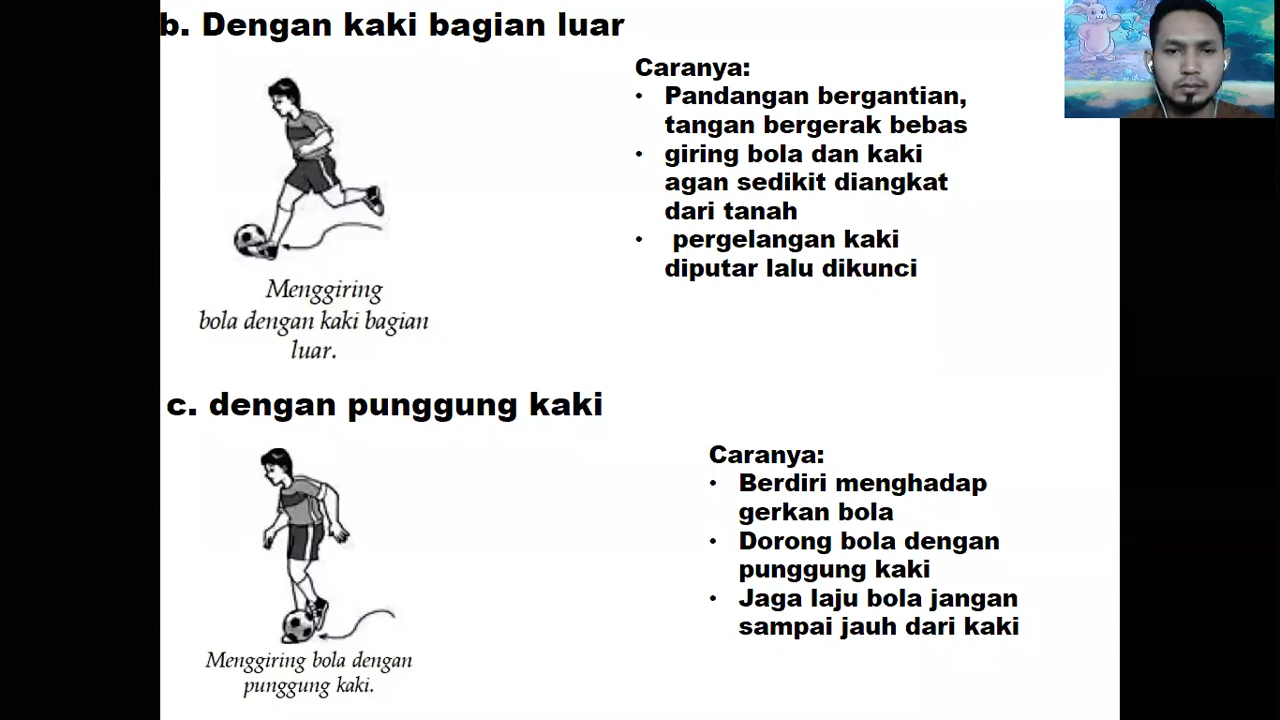 b. Dengan kaki bagian luar
Caranya:
• Pandangan bergantian,
tangan bergerak bebas
• giring bola dan kaki
agan sedikit diangkat
dari tanah
• pergelangan kaki
diputar lalu dikunci
Menggiring
bola dengan kaki bagian
luar.
c. dengan punggung kaki
Caranya:
• Berdiri menghadap
gerkan bola
• Dorong bola dengan
punggung kaki
• Jaga laju bola jangan
sampai jauh dari kaki
Menggiring bola dengan
punggung kaki.